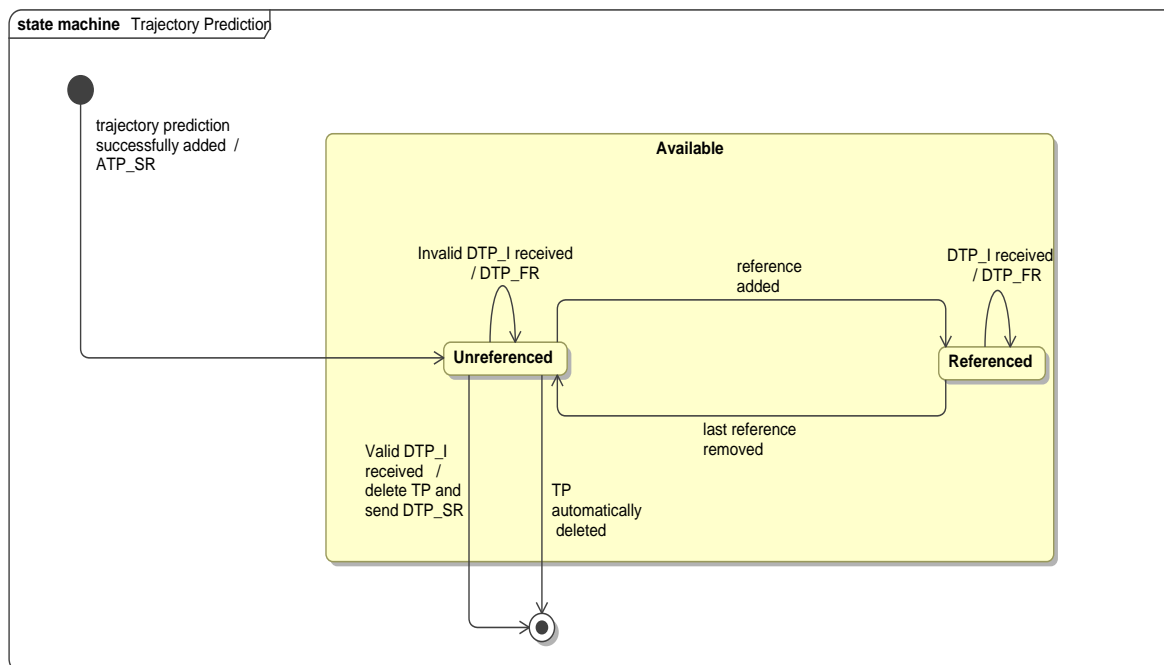 state machine Trajectory Prediction
trajectory prediction
successfully added /
ATP_SR
Available
Invalid DTP_I received
/ DTP_FR
reference
added
DTP_I received
/ DTP_FR
Unreferenced
Referenced
last reference
removed
Valid DTP_I
received /
delete TP and
send DTP_SR
TP
automatically
deleted